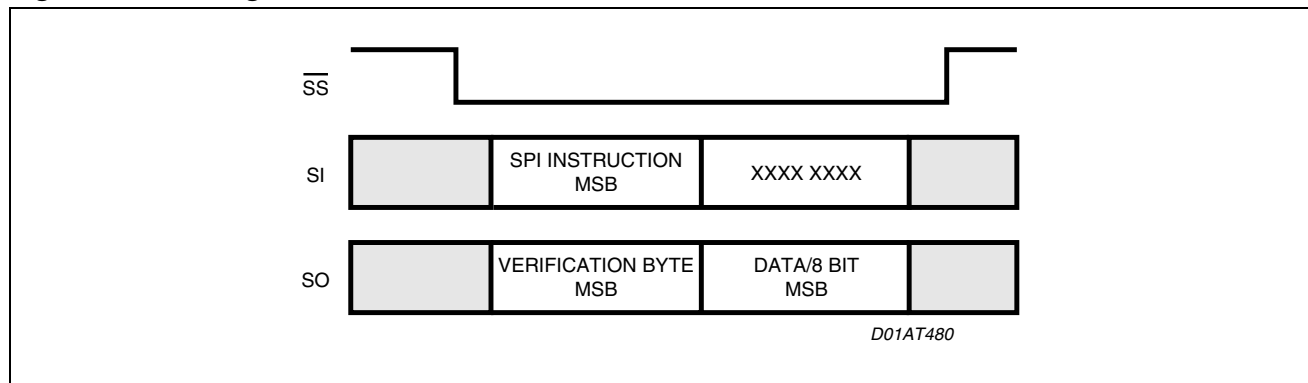 SS
SI
SPI INSTRUCTION
MSB
XXXX XXXX
SO
VERIFICATION BYTE
MSB
DATA/8 BIT
MSB
D01AT480